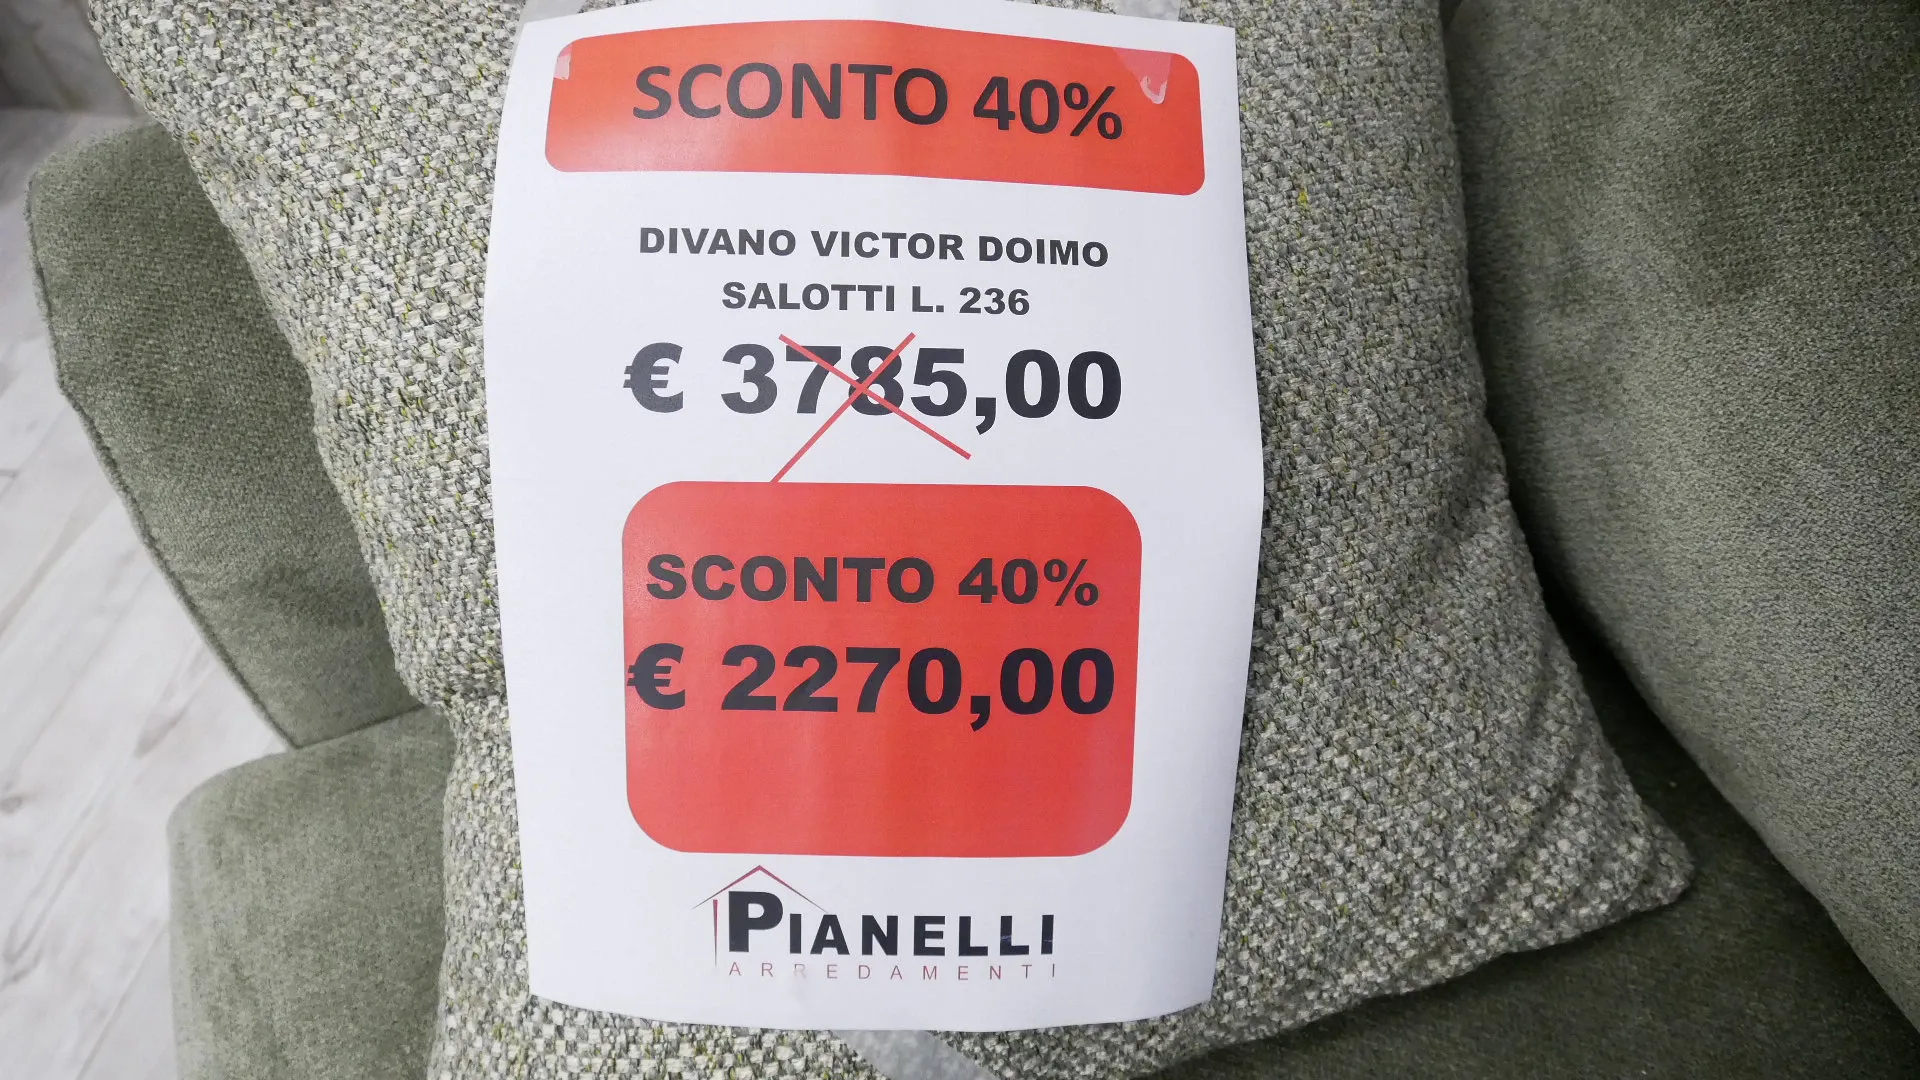 SCONTO 40%
DIVANO VICTOR DOIMO
SALOTTI L. 236
€ 3785,00
SCONTO 40%
€ 2270,00
PIANELLI
ARREDAMENTI